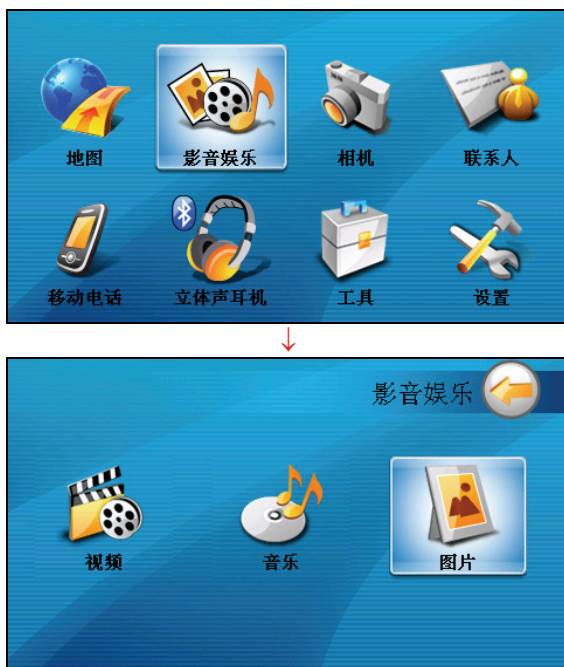 地图 影音娱乐 相机 联系人
移动电话 立体声耳机 工具 设置
影音娱乐
视频 音乐 图片